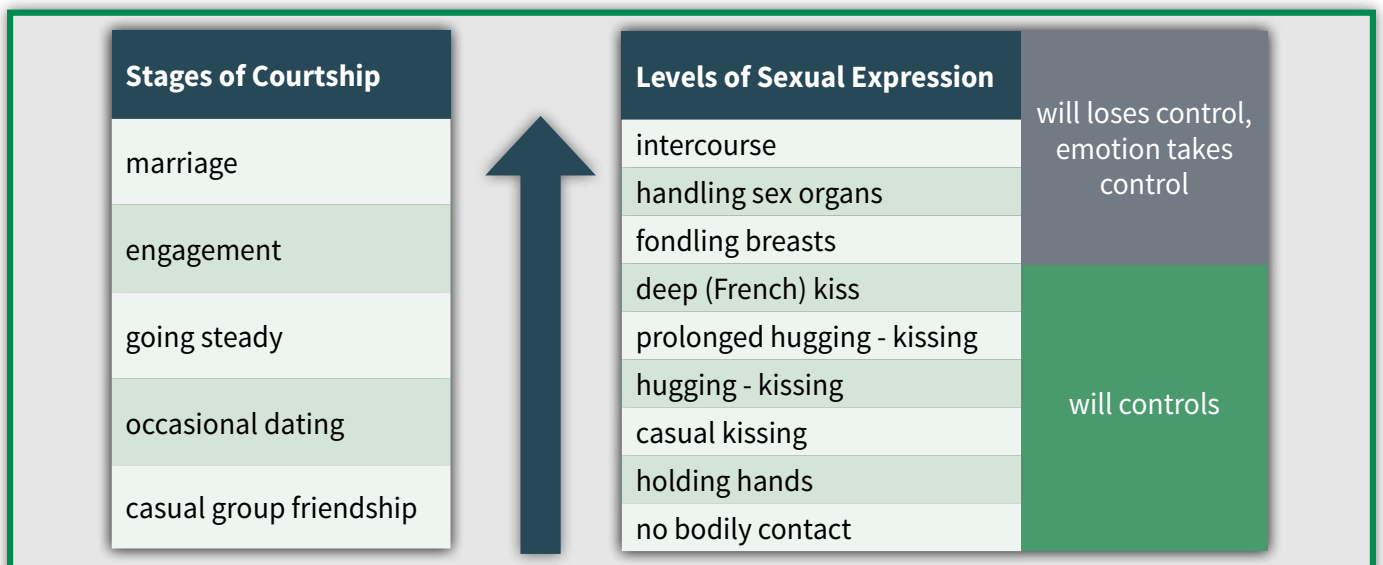 Stages of Courtship
marriage
engagement
going steady
occasional dating
casual group friendship
Levels of Sexual Expression
intercourse
handling sex organs
fondling breasts
deep (French) kiss
prolonged hugging - kissing
hugging - kissing
casual kissing
holding hands
no bodily contact
will loses control,
emotion takes
control
will controls